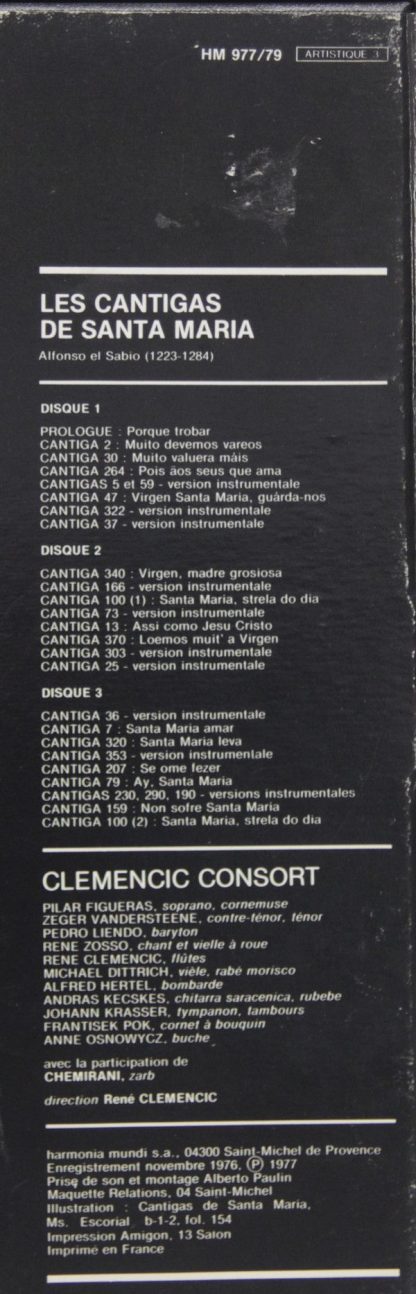 HM 977/79 ARTISTIQUE 3
LES CANTIGAS
DE SANTA MARIA
Alfonso el Sabio (1223-1284)
DISQUE 1
PROLOGUE : Porque trobar
CANTIGA 2 : Muito devemos vareos
CANTIGA 30 : Muito valuera máis
CANTIGA 264 : Pois äos seus que ama
CANTIGAS 5 et 59 - version instrumentale
CANTIGA 47 : Virgen Santa Maria, guárda-nos
CANTIGA 322 - version instrumentale
CANTIGA 37 - version instrumentale
DISQUE 2
CANTIGA 340 : Virgen, madre grosiosa
CANTIGA 166 - version instrumentale
CANTIGA 100 (1) : Santa Maria, strela do dia
CANTIGA 73 - version instrumentale
CANTIGA 13 : Assi como Jesu Cristo
CANTIGA 370 : Loemos muit' a Virgen
CANTIGA 303 - version instrumentale
CANTIGA 25 - version instrumentale
DISQUE 3
CANTIGA 36 - version instrumentale
CANTIGA 7 : Santa Maria amar
CANTIGA 320 : Santa Maria leva
CANTIGA 353 - version instrumentale
CANTIGA 207 : Se ome fezer
CANTIGA 79 : Ay, Santa Maria
CANTIGAS 230, 290, 190 - versions instrumentales
CANTIGA 159 : Non sofre Santa Maria
CANTIGA 100 (2) : Santa Maria, strela do dia
CLEMENCIC CONSORT
PILAR FIGUERAS, soprano, cornemuse
ZEGER VANDERSTEENE, contre-ténor, ténor
PEDRO LIENDO, baryton
RENE ZOSSO, chant et vielle à roue
RENE CLEMENCIC, flûtes
MICHAEL DITTRICH, vièle, rabé morisco
ALFRED HERTEL, bombarde
ANDRAS KECSKES, chitarra saracenica, rubebe
JOHANN KRASSER, tympanon, tambours
FRANTISEK POK, cornet à bouquin
ANNE OSNOWYCZ, buche
avec la participation de
CHEMIRANI, zarb
direction René CLEMENCIC
harmonia mundi s.a., 04300 Saint-Michel de Provence
Enregistrement novembre 1976, Ⓟ 1977
Prise de son et montage Alberto Paulin
Maquette Relations, 04 Saint-Michel
Illustration : Cantigas de Santa Maria,
Ms. Escorial b-1-2, fol. 154
Impression Amigon, 13 Salon
Imprimé en France